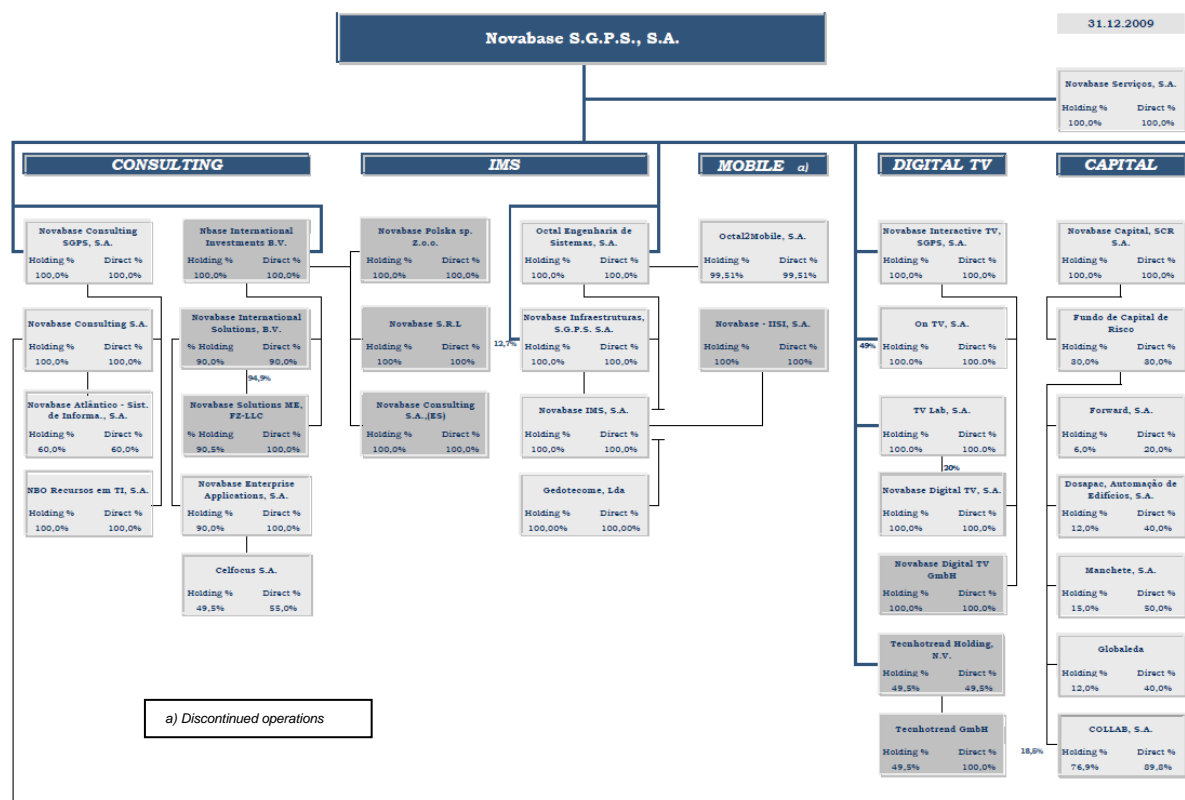 Novabase S.G.P.S., S.A.
31.12.2009
Novabase Serviços, S.A.
Holding % Direct %
100,0% 100,0%
CONSULTING
IMS
MOBILE a)
DIGITAL TV
CAPITAL
Novabase Consulting
SGPS, S.A.
Holding % Direct %
100,0% 100,0%
Nbase International
Investments B.V.
Holding % Direct %
100,0% 100,0%
Novabase Polska sp.
Z.o.o.
Holding % Direct %
100,0% 100,0%
Octal Engenharia de
Sistemas, S.A.
Holding % Direct %
100,0% 100,0%
Octal2Mobile, S.A.
Holding % Direct %
99,51% 99,51%
Novabase Interactive TV,
SGPS, S.A.
Holding % Direct %
100,0% 100,0%
Novabase Capital, SCR
S.A.
Holding % Direct %
100,0% 100,0%
Novabase Consulting S.A.
Holding % Direct %
100,0% 100,0%
Novabase International
Solutions, B.V.
% Holding Direct %
90,0% 90,0%
94,9%
Novabase S.R.L
Holding % Direct %
100% 100%
12,7%
Novabase Infraestruturas,
S.G.P.S. S.A.
Holding % Direct %
100,0% 100,0%
Novabase - IISI, S.A.
Holding % Direct %
100% 100%
49%
On TV, S.A.
Holding % Direct %
100.0% 100.0%
Fundo de Capital de
Risco
Holding % Direct %
80,0% 80,0%
Novabase Atlântico - Sist.
de Informa., S.A.
Holding % Direct %
60,0% 60,0%
Novabase Solutions ME,
FZ-LLC
% Holding Direct %
90,5% 100,0%
Novabase Consulting
S.A.,(ES)
Holding % Direct %
100,0% 100,0%
Novabase IMS, S.A.
Holding % Direct %
100,0% 100,0%
TV Lab, S.A.
Holding % Direct %
100.0% 100.0%
30%
Forward, S.A.
Holding % Direct %
6,0% 20,0%
NBO Recursos em TI, S.A.
Holding % Direct %
100,0% 100,0%
Novabase Enterprise
Applications, S.A.
Holding % Direct %
90,0% 100,0%
Gedotecome, Lda
Holding % Direct %
100,00% 100,00%
Novabase Digital TV, S.A.
Holding % Direct %
100,0% 100,0%
Dosapac, Automação de
Edifícios, S.A.
Holding % Direct %
12,0% 40,0%
Celfocus S.A.
Holding % Direct %
49,5% 55,0%
Novabase Digital TV
GmbH
Holding % Direct %
100,0% 100,0%
Manchete, S.A.
Holding % Direct %
15,0% 50,0%
Tecnhotrend Holding,
N.V.
Holding % Direct %
49,5% 49,5%
Globaleda
Holding % Direct %
12,0% 40,0%
a) Discontinued operations
Tecnhotrend GmbH
Holding % Direct %
49,5% 100,0%
18,5%
COLLAB, S.A.
Holding % Direct %
76,9% 89,8%